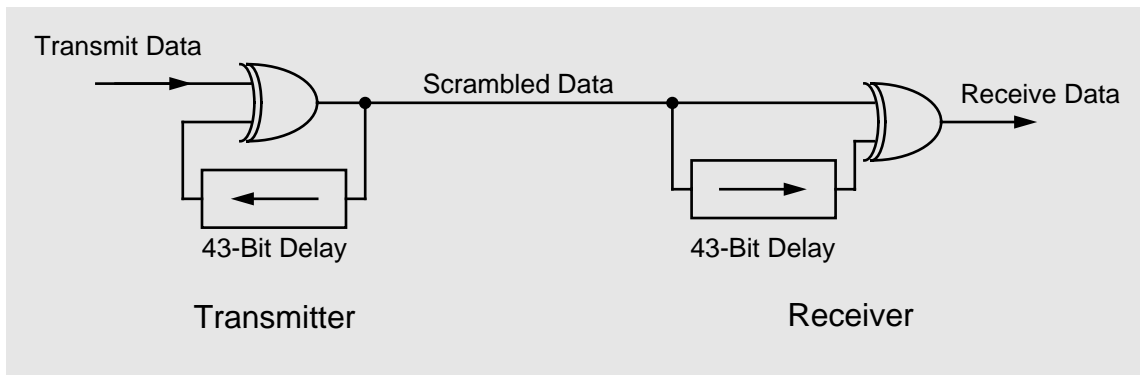 Transmit Data
Scrambled Data
Receive Data
43-Bit Delay
43-Bit Delay
Transmitter
Receiver